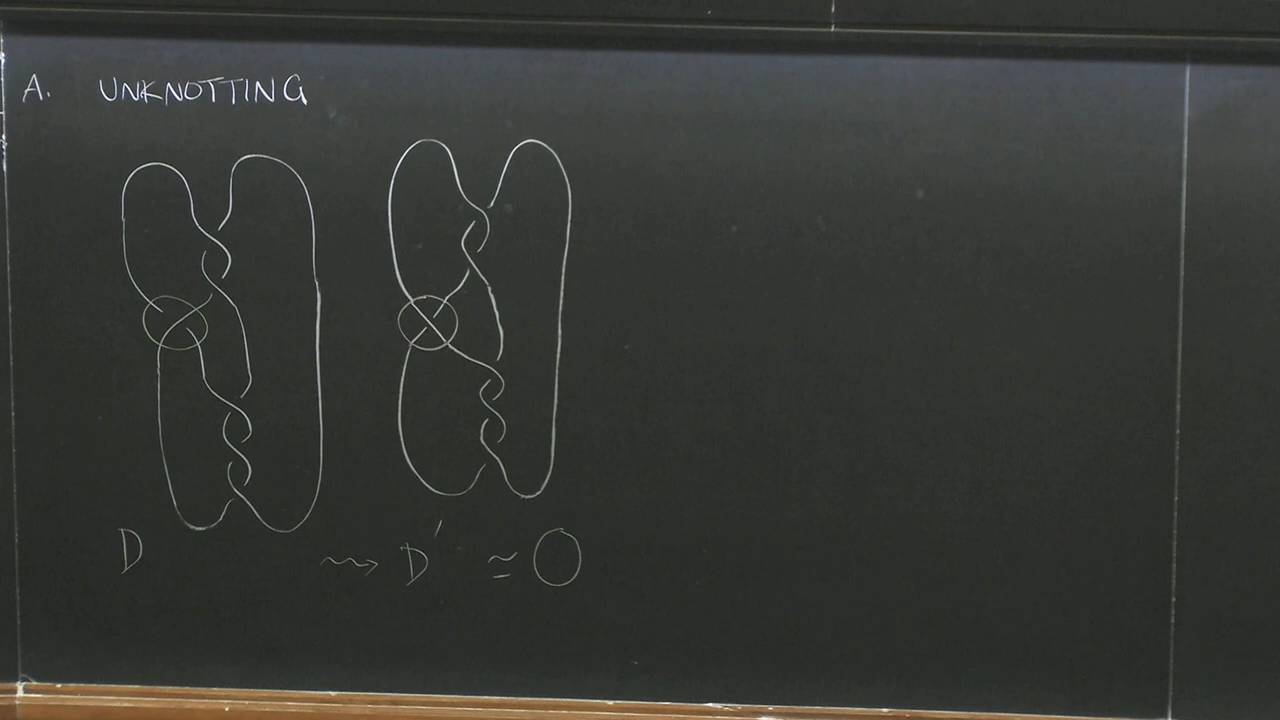 A. UNKNOTTING
D ⇝ D' ≃ ◯